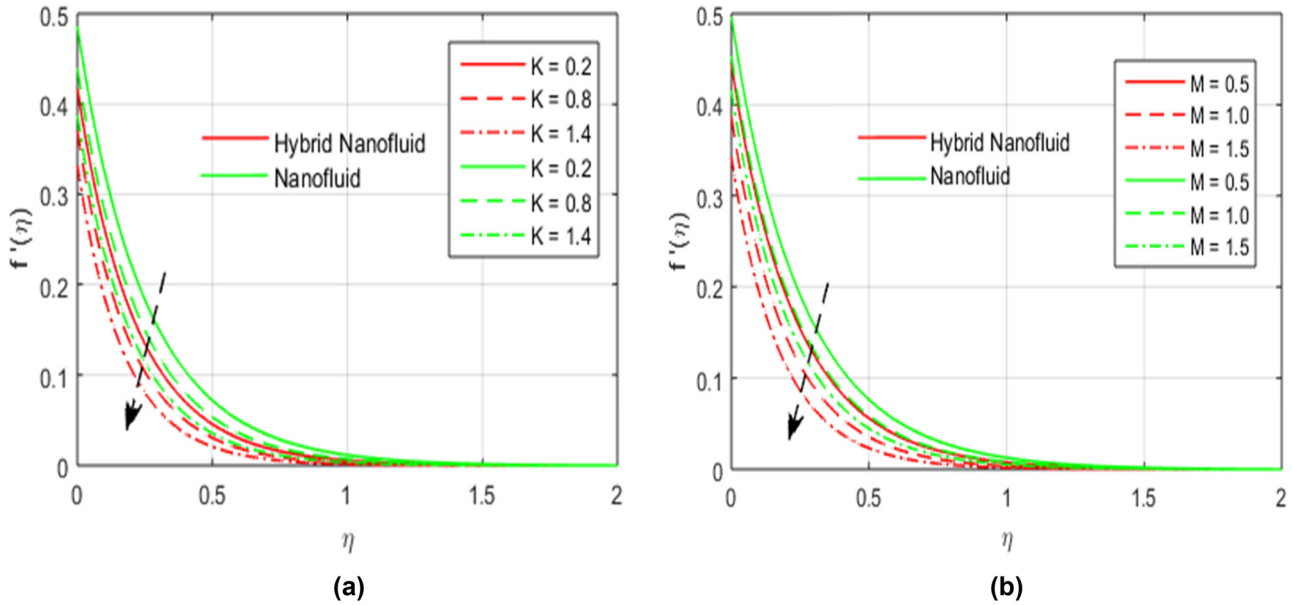 0.5
0.4
0.3
0.2
0.1
0
f '(η)
K = 0.2
K = 0.8
K = 1.4
K = 0.2
K = 0.8
K = 1.4
Hybrid Nanofluid
Nanofluid
0 0.5 1 1.5 2
η
(a)
0.5
0.4
0.3
0.2
0.1
0
f '(η)
M = 0.5
M = 1.0
M = 1.5
M = 0.5
M = 1.0
M = 1.5
Hybrid Nanofluid
Nanofluid
0 0.5 1 1.5 2
η
(b)